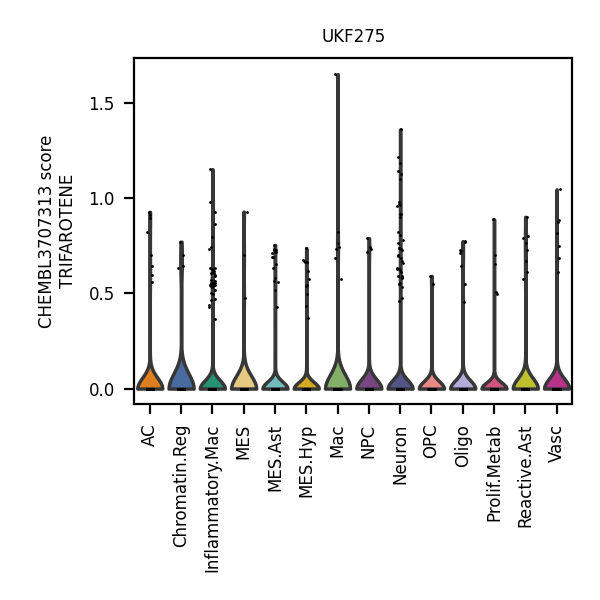 UKF275
CHEMBL3707313 score
TRIFAROTENE
1.5
1.0
0.5
0.0
AC
Chromatin.Reg
Inflammatory.Mac
MES
MES.Ast
MES.Hyp
Mac
NPC
Neuron
OPC
Oligo
Prolif.Metab
Reactive.Ast
Vasc